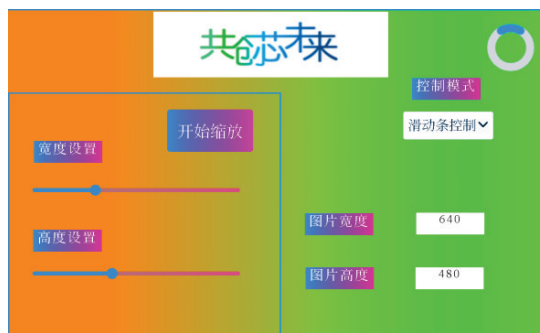 共创芯未来
控制模式
开始缩放
滑动条控制
宽度设置
图片宽度
640
高度设置
图片高度
480